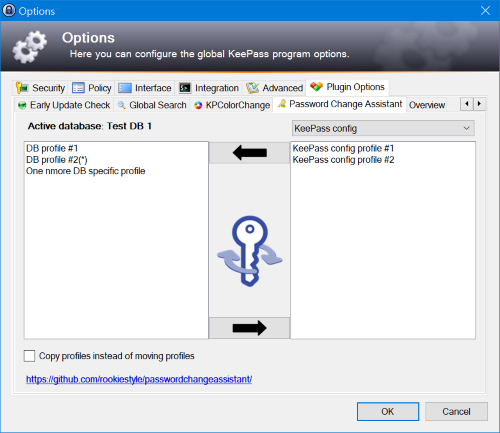 Options
Options
Here you can configure the global KeePass program options.
Security Policy Interface Integration Advanced Plugin Options
Early Update Check Global Search KPColorChange Password Change Assistant Overview
Active database: Test DB 1
KeePass config
DB profile #1
DB profile #2(*)
One nmore DB specific profile
KeePass config profile #1
KeePass config profile #2
Copy profiles instead of moving profiles
https://github.com/rookiestyle/passwordchangeassistant/
OK Cancel